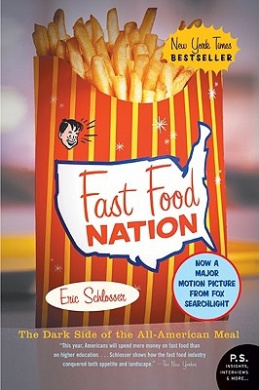 New York Times
BESTSELLER
Fast Food
NATION
Eric Schlosser
NOW A
MAJOR
MOTION PICTURE
FROM FOX
SEARCHLIGHT
The Dark Side of the All-American Meal
"This year, Americans will spend more money on fast food than
on higher education. . . . Schlosser shows how the fast food industry
conquered both appetite and landscape." —The New Yorker
P.S.
INSIGHTS,
INTERVIEWS
& MORE...